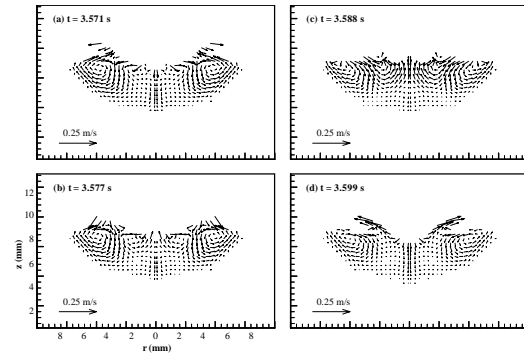 (a) t = 3.571 s
0.25 m/s
(c) t = 3.588 s
0.25 m/s
(b) t = 3.577 s
12
10
8
6
4
2
z (mm)
0.25 m/s
8 6 4 2 0 2 4 6 8
r (mm)
(d) t = 3.599 s
0.25 m/s